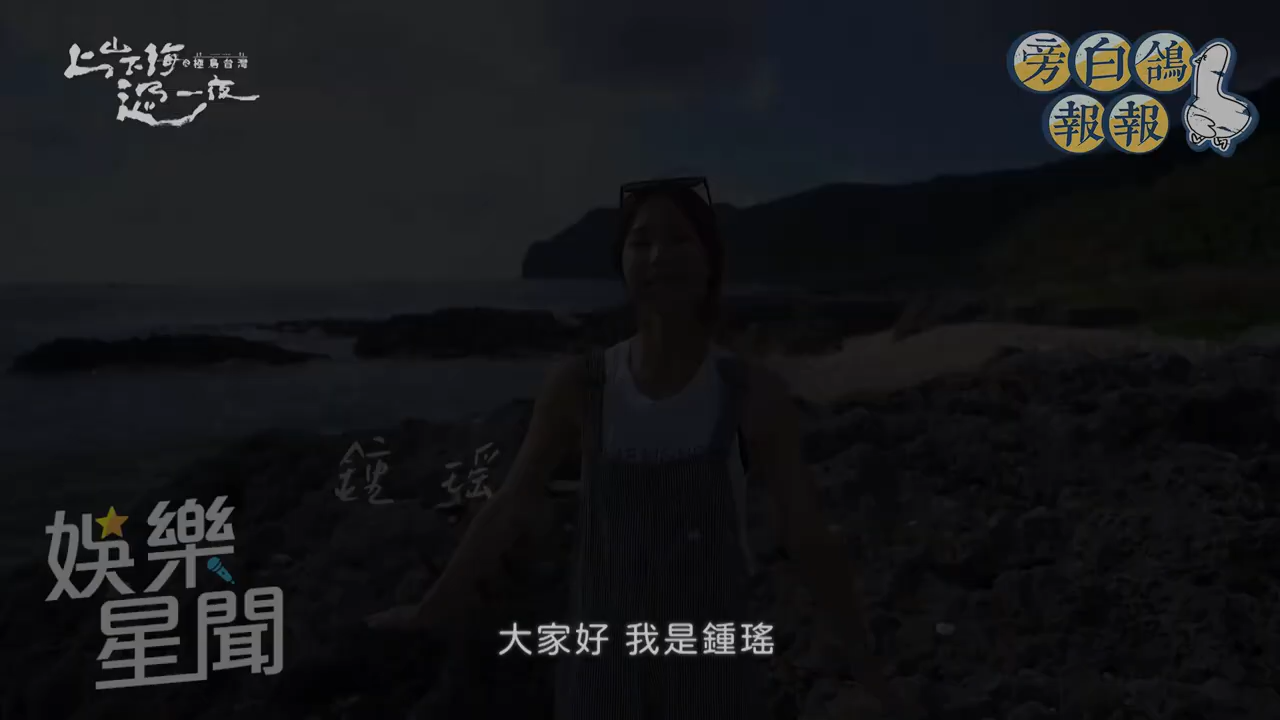 上山下海
過一夜
@極島台灣
旁白鴿
報報
鍾瑤
娛樂
星聞
大家好 我是鍾瑤